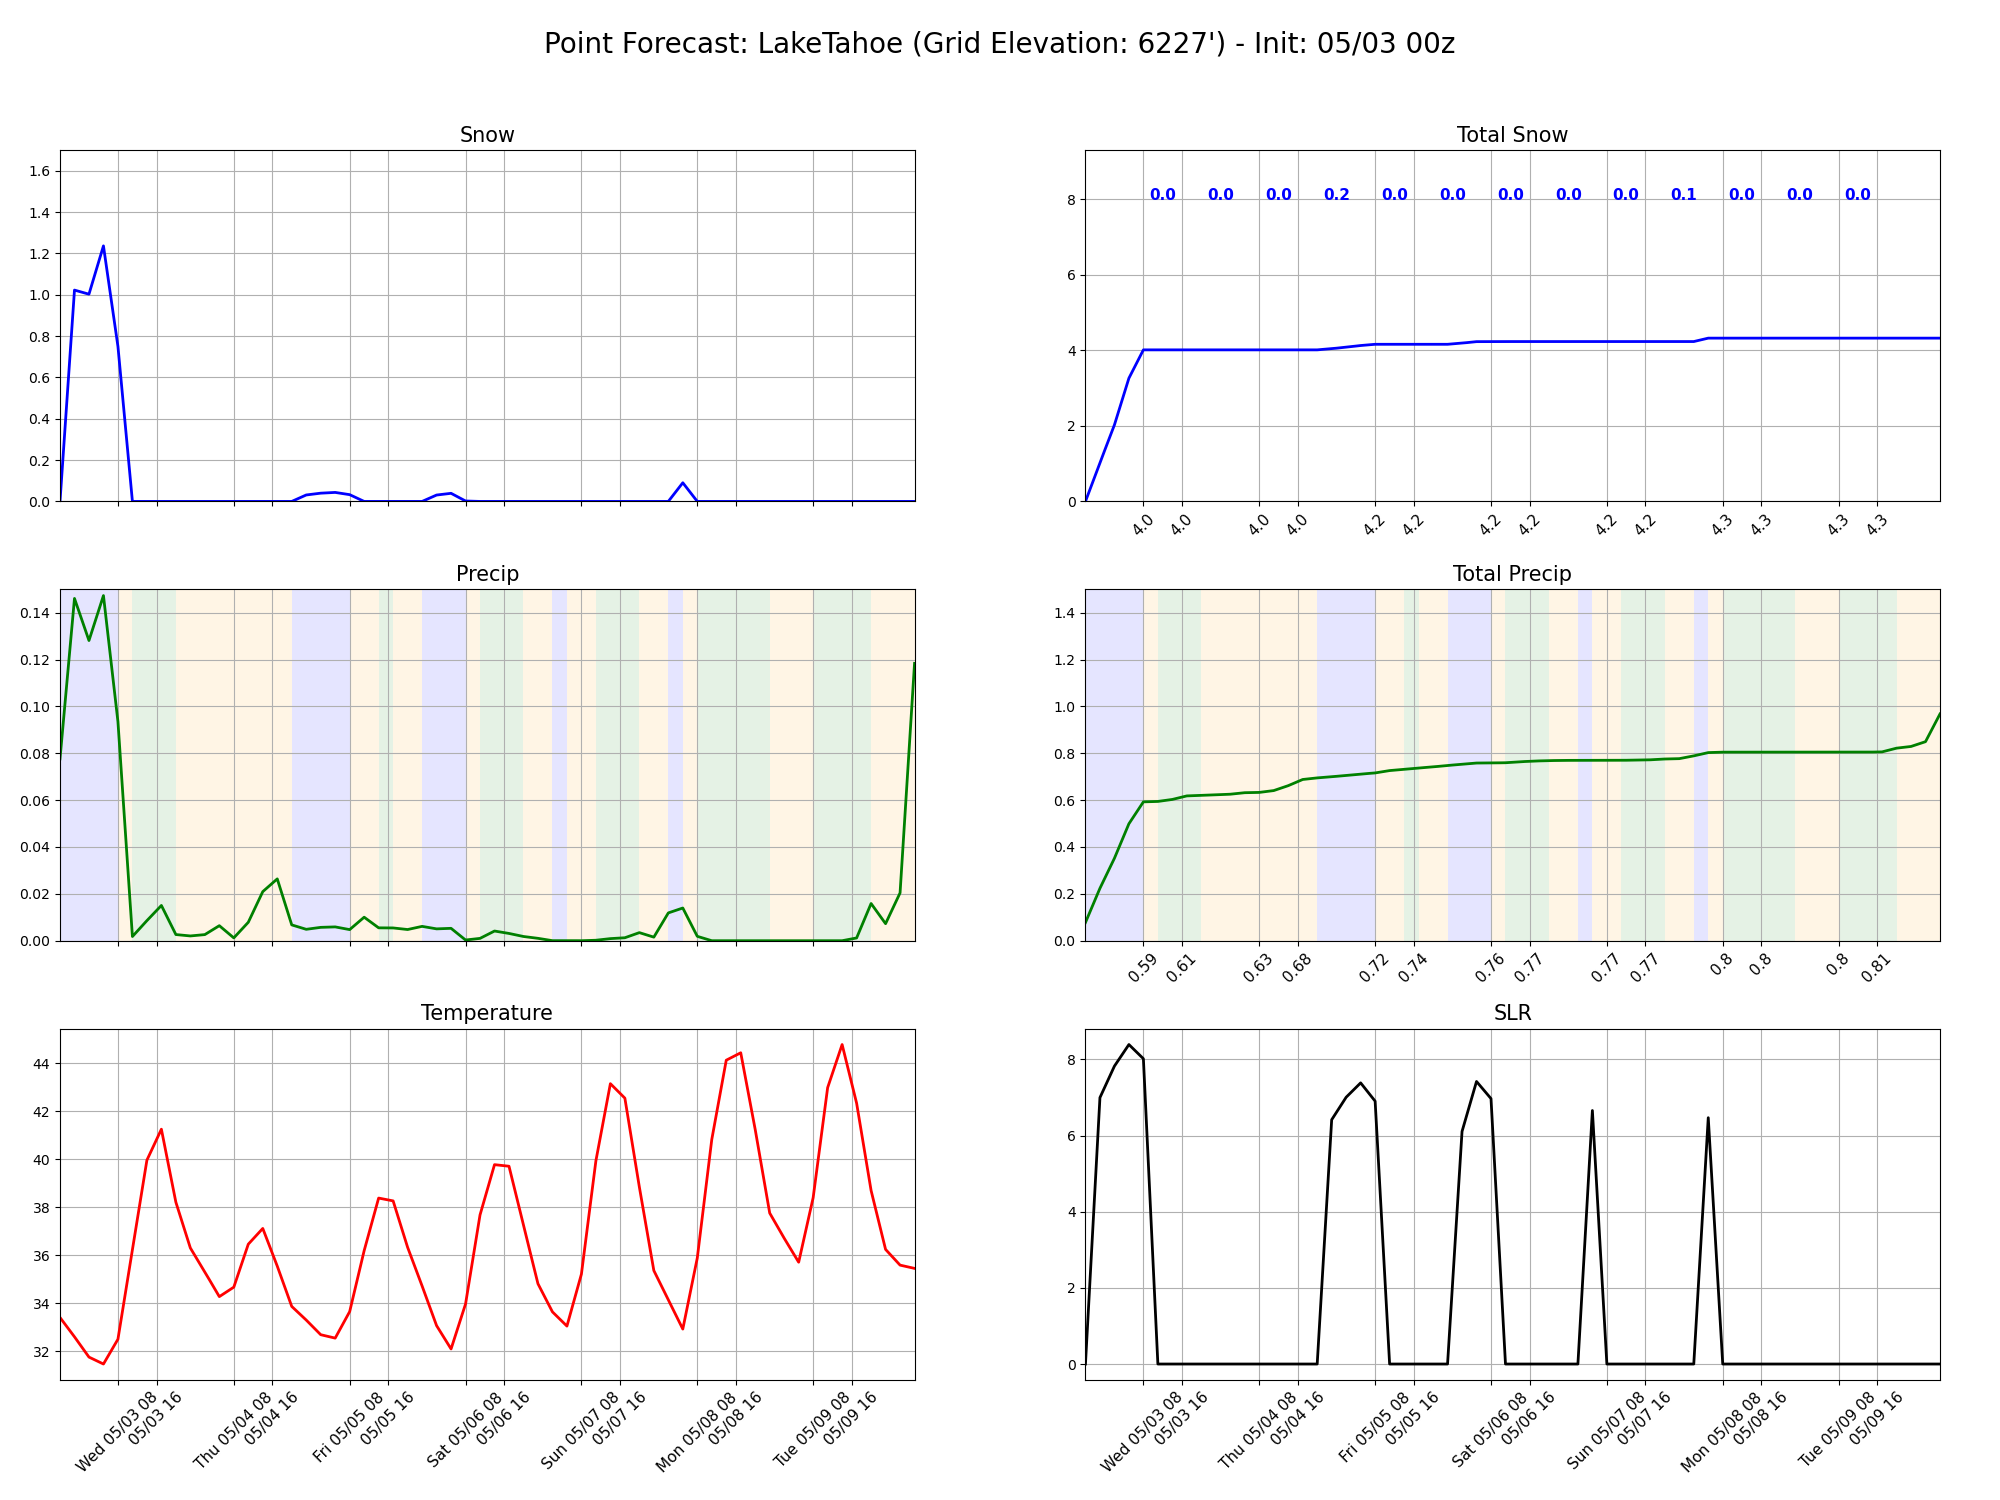 Point Forecast: LakeTahoe (Grid Elevation: 6227') - Init: 05/03 00z
Snow
1.6
1.4
1.2
1.0
0.8
0.6
0.4
0.2
0.0
Total Snow
8
6
4
2
0
0.0 0.0 0.0 0.2 0.0 0.0 0.0 0.0 0.0 0.1 0.0 0.0 0.0
4.0 4.0 4.0 4.0 4.2 4.2 4.2 4.2 4.2 4.2 4.3 4.3 4.3 4.3
Precip
0.14
0.12
0.10
0.08
0.06
0.04
0.02
0.00
Total Precip
1.4
1.2
1.0
0.8
0.6
0.4
0.2
0.0
0.59 0.61 0.63 0.68 0.72 0.74 0.76 0.77 0.77 0.77 0.8 0.8 0.8 0.81
Temperature
44
42
40
38
36
34
32
Wed 05/03 08
05/03 16
Thu 05/04 08
05/04 16
Fri 05/05 08
05/05 16
Sat 05/06 08
05/06 16
Sun 05/07 08
05/07 16
Mon 05/08 08
05/08 16
Tue 05/09 08
05/09 16
SLR
8
6
4
2
0
Wed 05/03 08
05/03 16
Thu 05/04 08
05/04 16
Fri 05/05 08
05/05 16
Sat 05/06 08
05/06 16
Sun 05/07 08
05/07 16
Mon 05/08 08
05/08 16
Tue 05/09 08
05/09 16